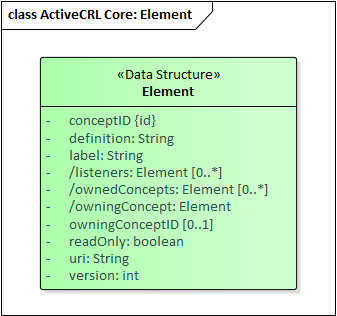 class ActiveCRL Core: Element
«Data Structure»
Element
- conceptID {id}
- definition: String
- label: String
- /listeners: Element [0..*]
- /ownedConcepts: Element [0..*]
- /owningConcept: Element
- owningConceptID [0..1]
- readOnly: boolean
- uri: String
- version: int